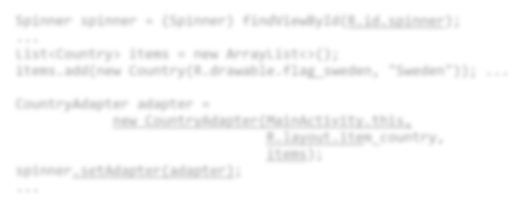 Spinner spinner = (Spinner) findViewById(R.id.spinner);
...
List<Country> items = new ArrayList<>();
items.add(new Country(R.drawable.flag_sweden, "Sweden")); ...
CountryAdapter adapter =
new CountryAdapter(MainActivity.this,
R.layout.item_country,
items);
spinner.setAdapter(adapter);
...